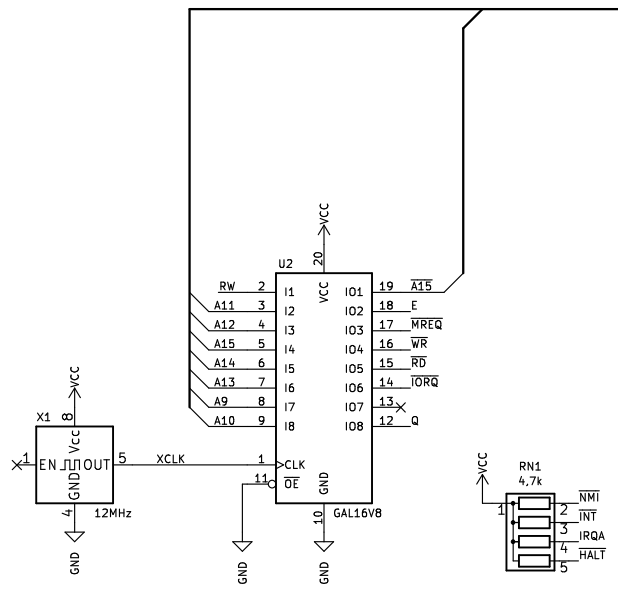 VCC
U2
20
VCC
RW 2 I1 IO1 19 A15
A11 3 I2 IO2 18 E
A12 4 I3 IO3 17 MREQ
A15 5 I4 IO4 16 WR
A14 6 I5 IO5 15 RD
A13 7 I6 IO6 14 IORQ
A9 8 I7 IO7 13
A10 9 I8 IO8 12 Q
1 CLK
11 OE
GND
10
GAL16V8
GND
GND
VCC
X1
8
Vcc
1 EN OUT 5 XCLK
GND
4
12MHz
GND
VCC
RN1
4,7k
1
2 NMI
3 INT
4 IRQA
5 HALT